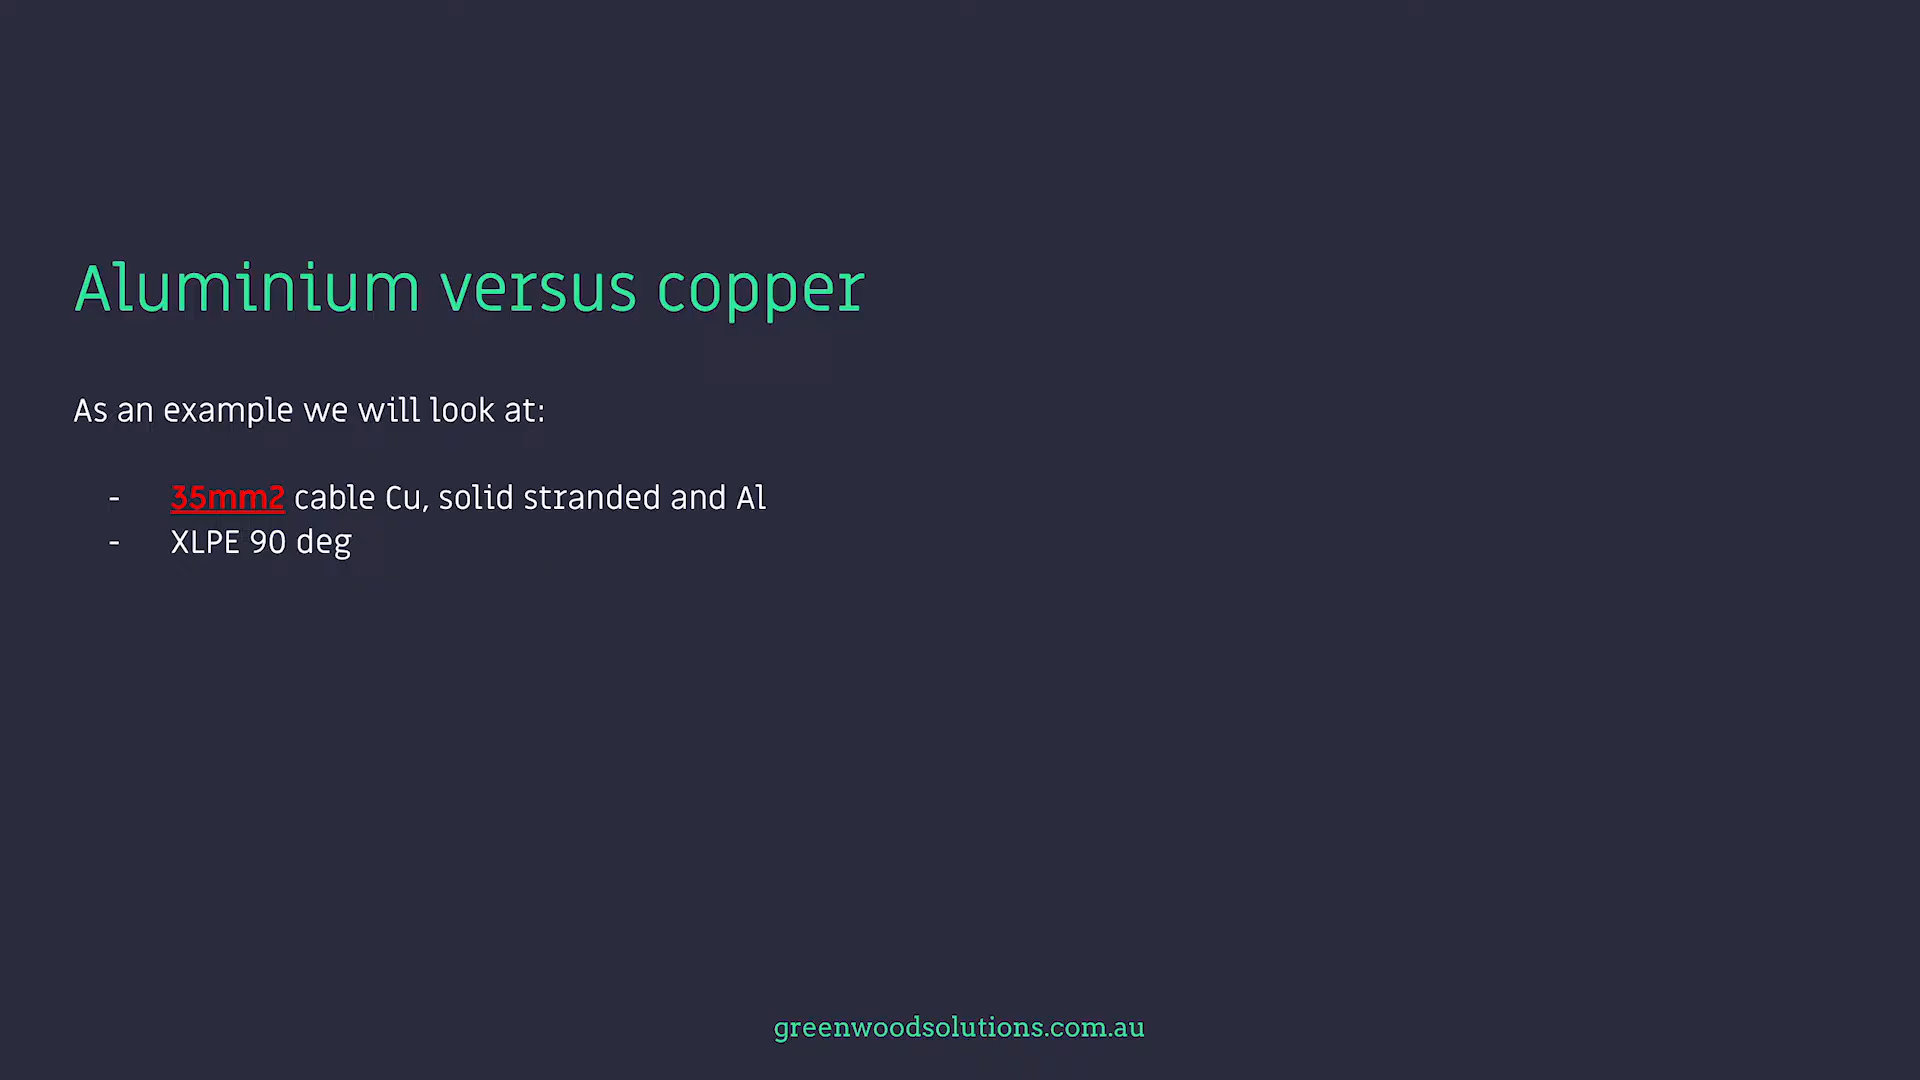 Aluminium versus copper
As an example we will look at:
- 35mm2 cable Cu, solid stranded and Al
- XLPE 90 deg
greenwoodsolutions.com.au